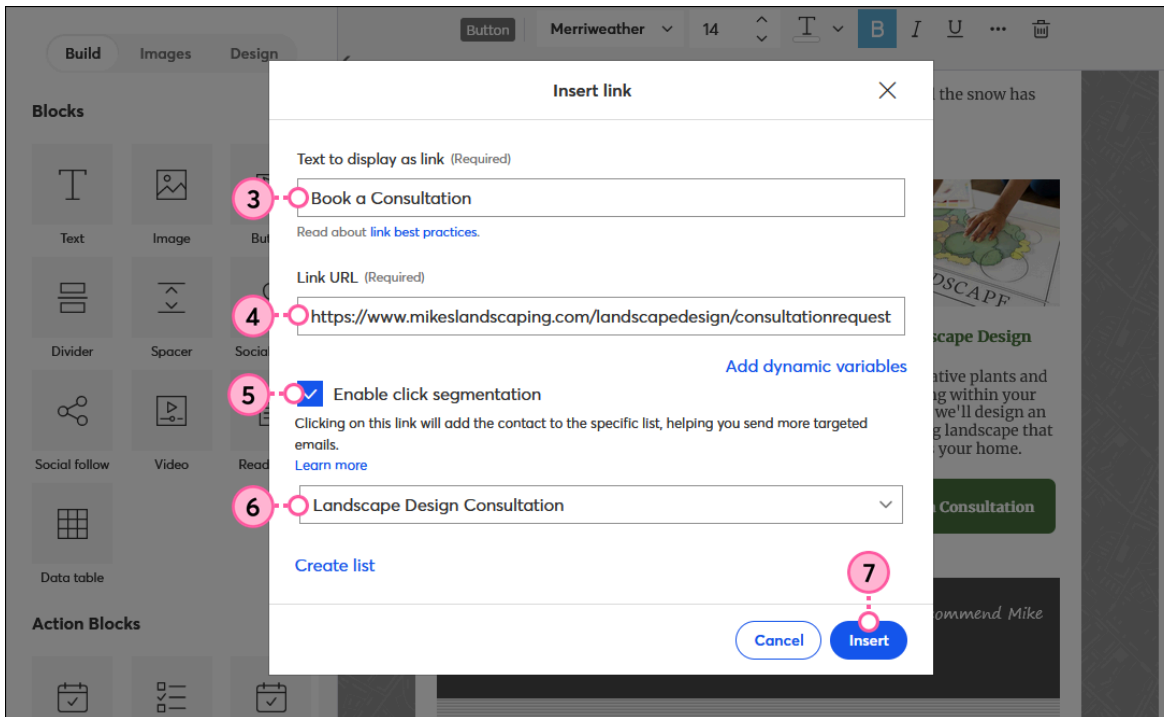 Button
Merriweather
14
T
B
I
U
Build
Images
Design
Blocks
Text
Image
Divider
Spacer
Social
Social follow
Video
Read
Data table
Action Blocks
Insert link
Text to display as link (Required)
3
Book a Consultation
Read about link best practices.
Link URL (Required)
4
https://www.mikeslandscaping.com/landscapedesign/consultationrequest
Add dynamic variables
5
Enable click segmentation
Clicking on this link will add the contact to the specific list, helping you send more targeted
emails.
Learn more
6
Landscape Design Consultation
Create list
7
Cancel
Insert
the snow has
Design
plants and
within your
we'll design an
landscape that
your home.
Consultation
Mike